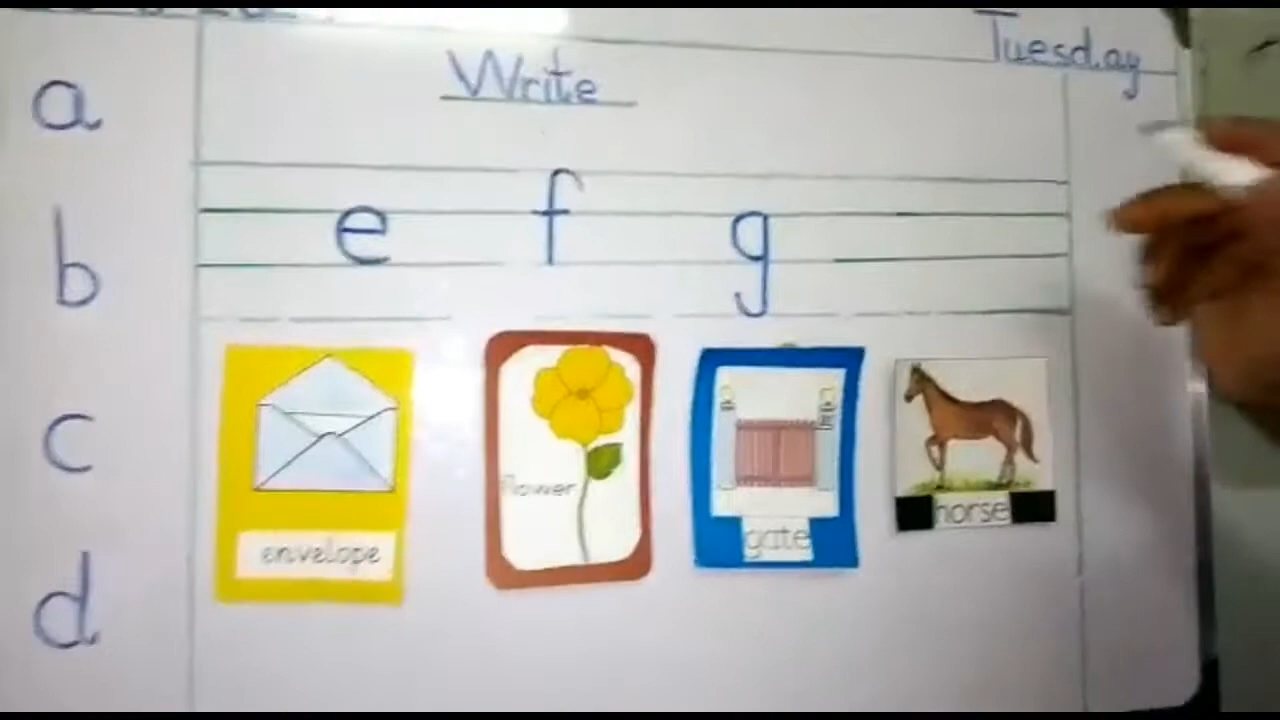 Tuesday
Write
a
b
c
d
e f g
envelope
flower
gate
horse